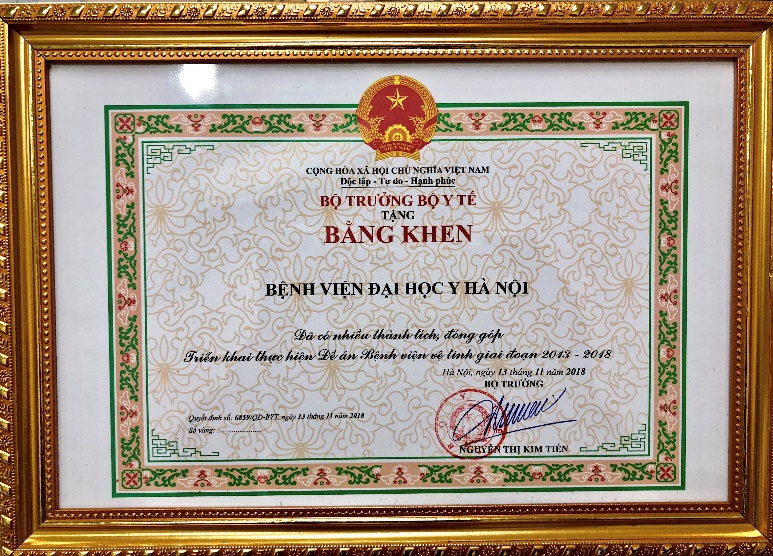 VIỆT NAM
CỘNG HÒA XÃ HỘI CHỦ NGHĨA VIỆT NAM
Độc lập - Tự do - Hạnh phúc
BỘ TRƯỞNG BỘ Y TẾ
TẶNG
BẰNG KHEN
BỆNH VIỆN ĐẠI HỌC Y HÀ NỘI
Đã có nhiều thành tích, đóng góp
Triển khai thực hiện Đề án Bệnh viện vệ tinh giai đoạn 2013 - 2018
Hà Nội, ngày 13 tháng 11 năm 2018
BỘ TRƯỞNG
Quyết định số: 6859/QĐ-BYT, ngày 13 tháng 11 năm 2018
Sổ vàng:......................
NGUYỄN THỊ KIM TIẾN